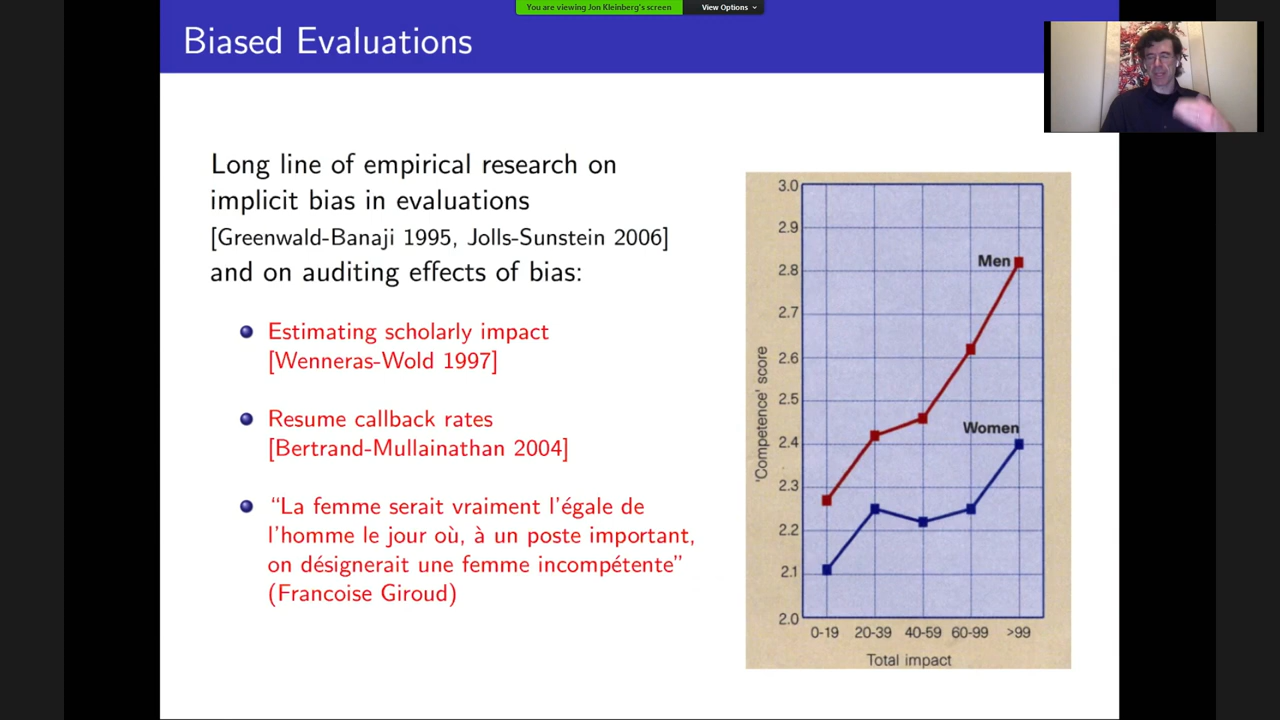 You are viewing Jon Kleinberg's screen
View Options
Biased Evaluations
Long line of empirical research on
implicit bias in evaluations
[Greenwald-Banaji 1995, Jolls-Sunstein 2006]
and on auditing effects of bias:
Estimating scholarly impact
[Wenneras-Wold 1997]
Resume callback rates
[Bertrand-Mullainathan 2004]
“La femme serait vraiment l'égale de
l'homme le jour où, à un poste important,
on désignerait une femme incompétente”
(Francoise Giroud)
3.0
2.9
2.8
2.7
2.6
2.5
2.4
2.3
2.2
2.1
2.0
'Competence' score
Men
Women
0-19 20-39 40-59 60-99 >99
Total impact